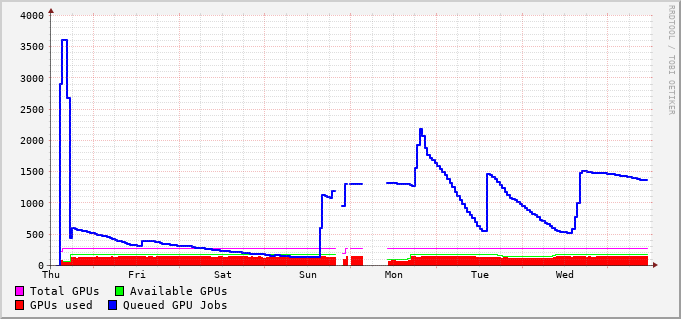 4000
3500
3000
2500
2000
1500
1000
500
0
Thu Fri Sat Sun Mon Tue Wed
Total GPUs Available GPUs
GPUs used Queued GPU Jobs
RRDTOOL / TOBI OETIKER